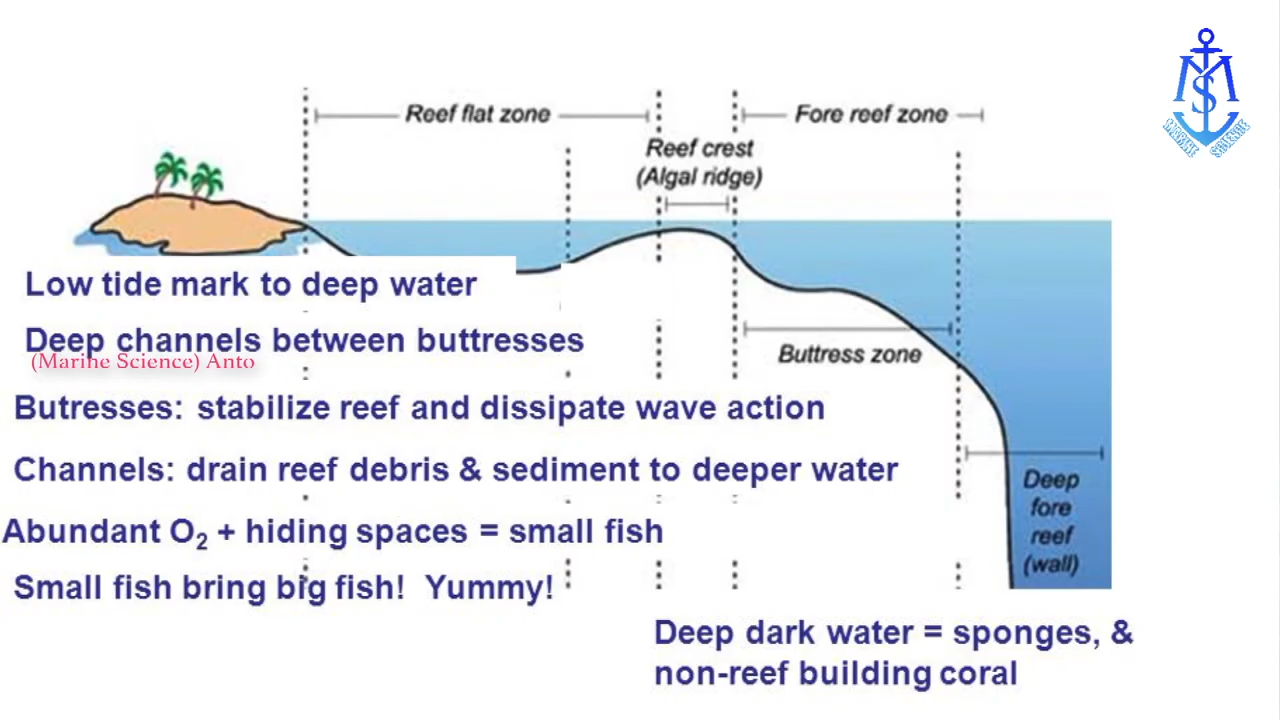 Reef flat zone
Fore reef zone
Reef crest
(Algal ridge)
MARINE SCIENCE
Low tide mark to deep water
Deep channels between buttresses
(Marine Science) Anto
Buttress zone
Butresses: stabilize reef and dissipate wave action
Channels: drain reef debris & sediment to deeper water
Deep
fore
reef
(wall)
Abundant O₂ + hiding spaces = small fish
Small fish bring big fish! Yummy!
Deep dark water = sponges, &
non-reef building coral